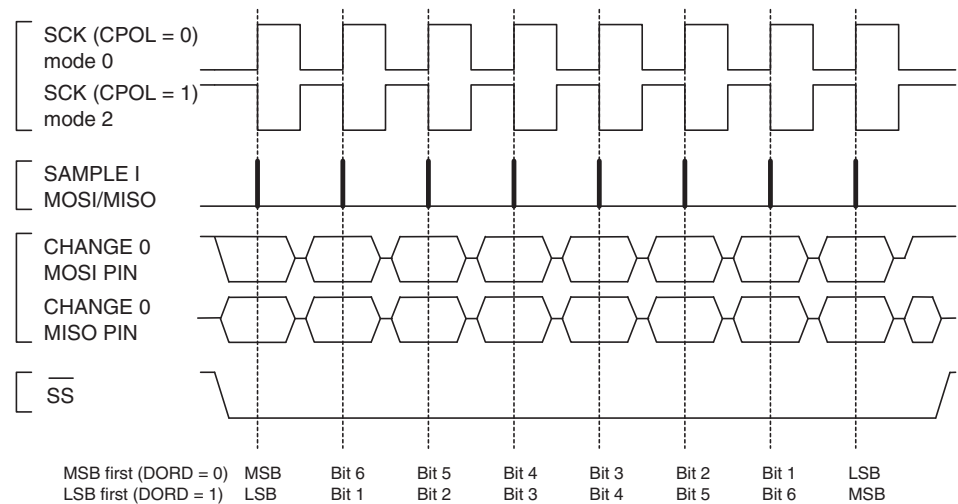 SCK (CPOL = 0)
mode 0
SCK (CPOL = 1)
mode 2
SAMPLE I
MOSI/MISO
CHANGE 0
MOSI PIN
CHANGE 0
MISO PIN
SS
MSB first (DORD = 0) MSB Bit 6 Bit 5 Bit 4 Bit 3 Bit 2 Bit 1 LSB
LSB first (DORD = 1) LSB Bit 1 Bit 2 Bit 3 Bit 4 Bit 5 Bit 6 MSB